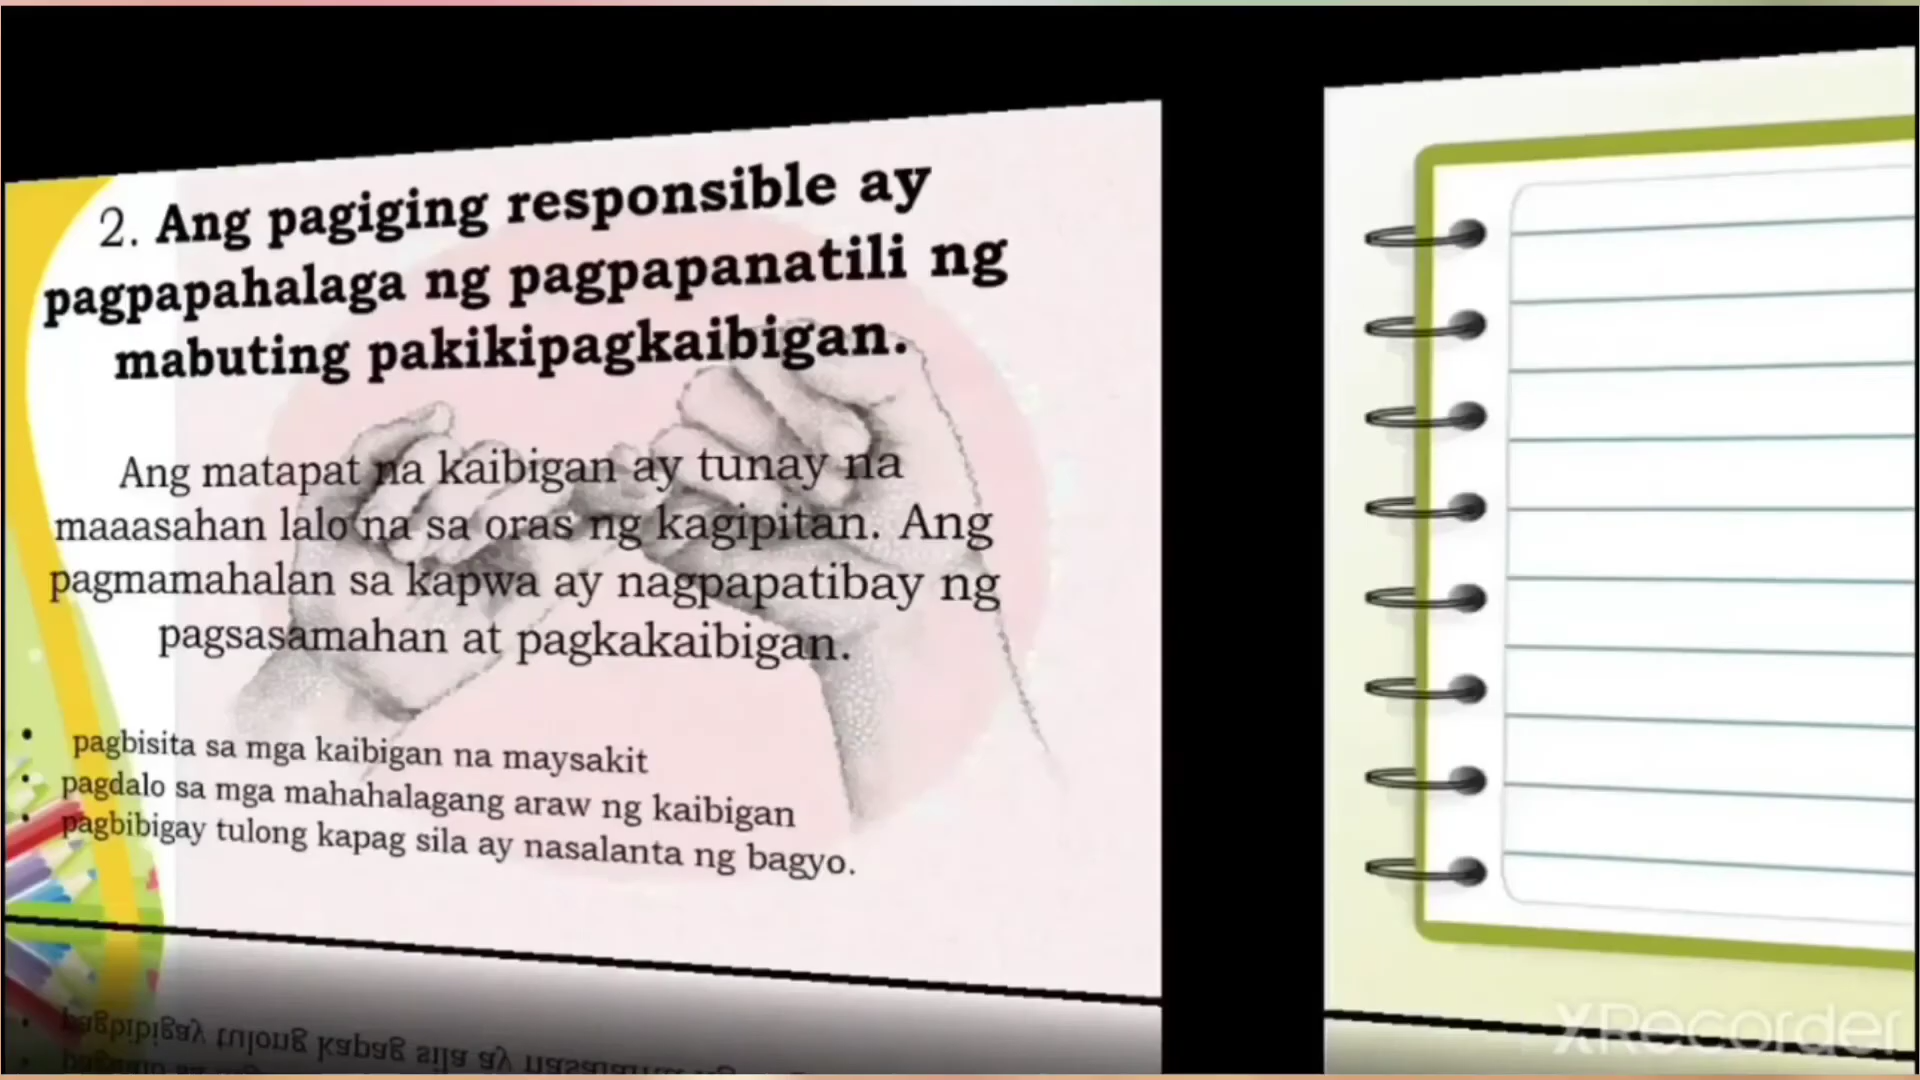 2. Ang pagiging responsible ay
pagpapahalaga ng pagpapanatili ng
mabuting pakikipagkaibigan.
Ang matapat na kaibigan ay tunay na
maaasahan lalo na sa oras ng kagipitan. Ang
pagmamahalan sa kapwa ay nagpapatibay ng
pagsasamahan at pagkakaibigan.
• pagbisita sa mga kaibigan na maysakit
• pagdalo sa mga mahahalagang araw ng kaibigan
• pagbibigay tulong kapag sila ay nasalanta ng bagyo.
XRecorder